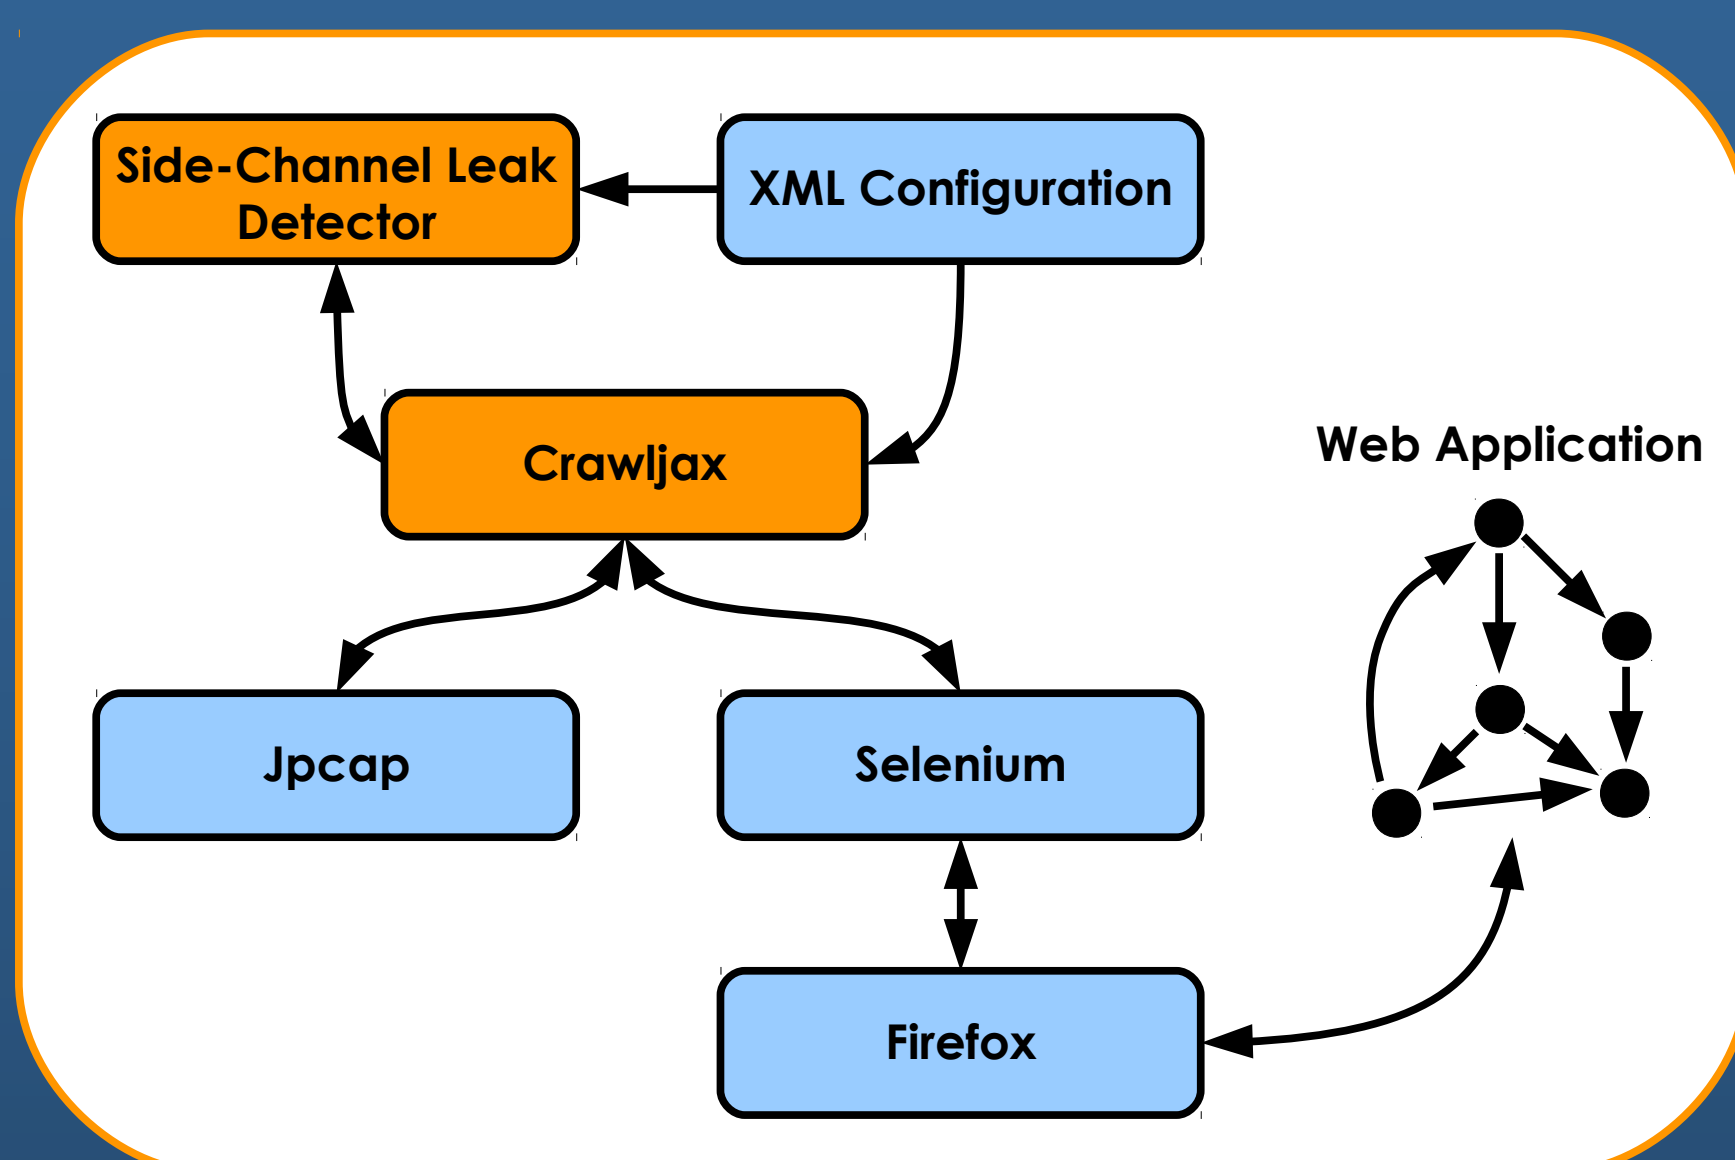 Side-Channel Leak
Detector
XML Configuration
Crawljax
Web Application
Jpcap
Selenium
Firefox